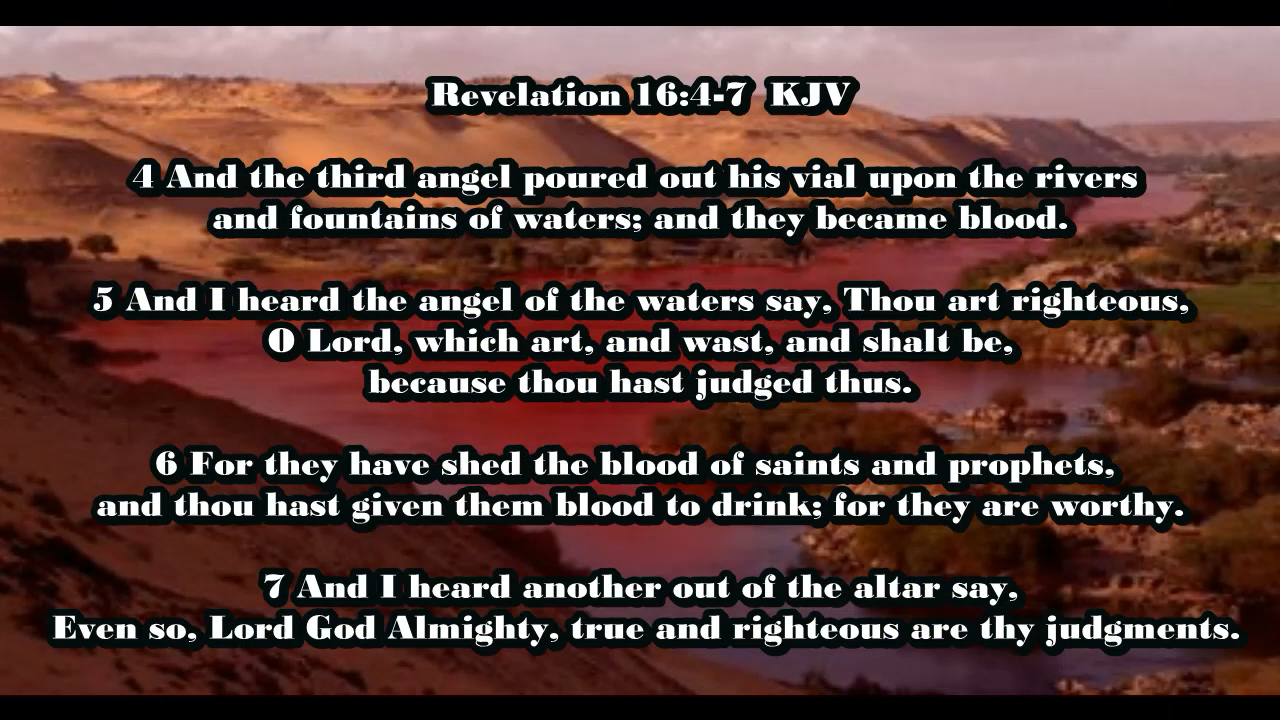 Revelation 16:4-7 KJV
4 And the third angel poured out his vial upon the rivers
and fountains of waters; and they became blood.
5 And I heard the angel of the waters say, Thou art righteous,
O Lord, which art, and wast, and shalt be,
because thou hast judged thus.
6 For they have shed the blood of saints and prophets,
and thou hast given them blood to drink; for they are worthy.
7 And I heard another out of the altar say,
Even so, Lord God Almighty, true and righteous are thy judgments.